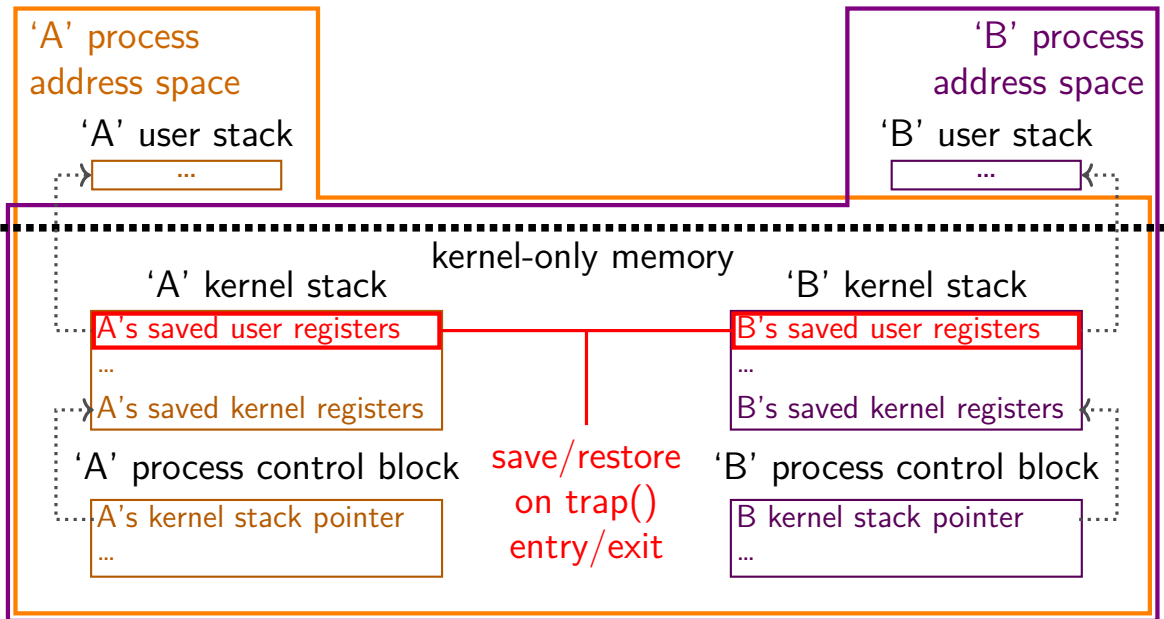 ‘A’ process
address space
‘B’ process
address space
‘A’ user stack
...
‘B’ user stack
...
kernel-only memory
‘A’ kernel stack
A's saved user registers
...
A's saved kernel registers
‘B’ kernel stack
B's saved user registers
...
B's saved kernel registers
save/restore
on trap()
entry/exit
‘A’ process control block
A's kernel stack pointer
...
‘B’ process control block
B kernel stack pointer
...